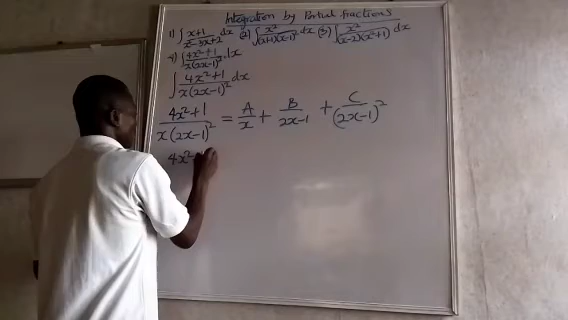 Integration by Partial fractions
1) ∫ x+1/x²-3x+2 dx (2) ∫ x²/(x+1)(x-1)² dx (3) ∫ x²/(x-2)(x²+1) dx
4) ∫ 4x²+1/x(2x-1)² dx
∫ 4x²+1/x(2x-1)² dx
4x²+1/x(2x-1)² = A/x + B/2x-1 + C/(2x-1)²
4x²